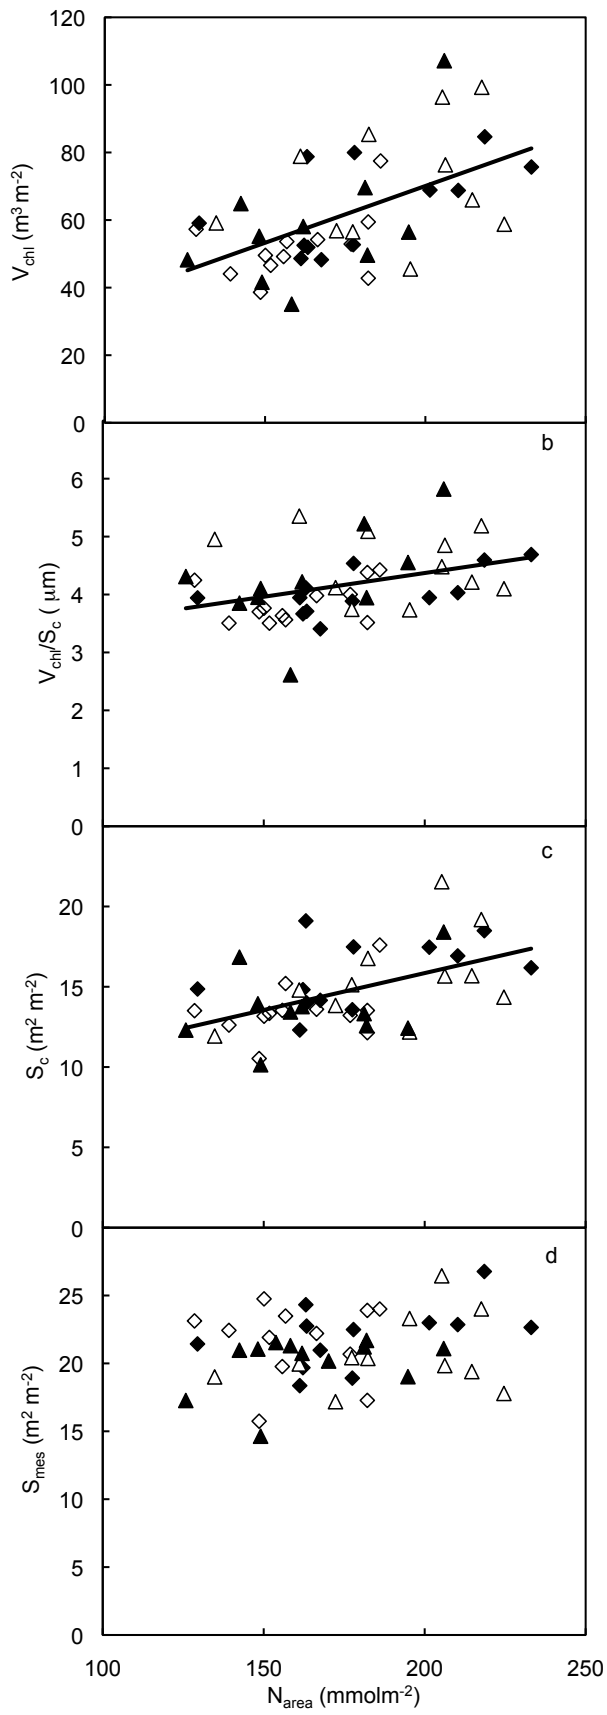 120
100
80
60
40
20
0
V_chl (m³ m⁻²)
b
6
5
4
3
2
1
0
V_chl/S_c ( μm)
c
20
15
10
5
0
S_c (m² m⁻²)
d
25
20
15
10
5
0
S_mes (m² m⁻²)
100 150 200 250
N_area (mmolm⁻²)